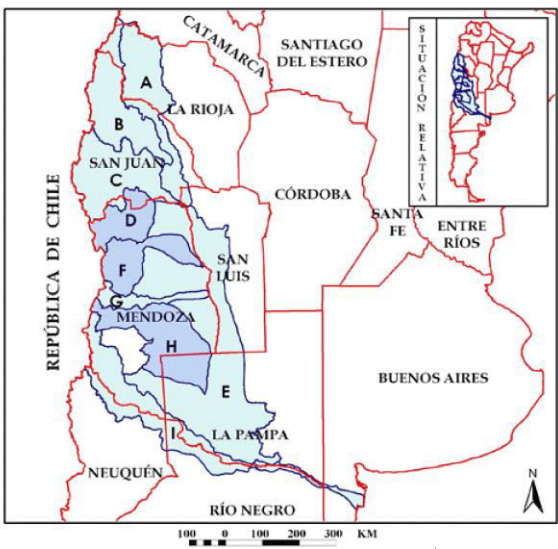 CATAMARCA
SANTIAGO
DEL ESTERO
SITUACIÓN RELATIVA
A
LA RIOJA
B
SAN JUAN
C
CÓRDOBA
D
SANTA
FE
ENTRE
RÍOS
REPÚBLICA DE CHILE
F
SAN
LUIS
G
MENDOZA
H
BUENOS AIRES
E
I
LA PAMPA
NEUQUÉN
N
RÍO NEGRO
100 0 100 200 300 KM